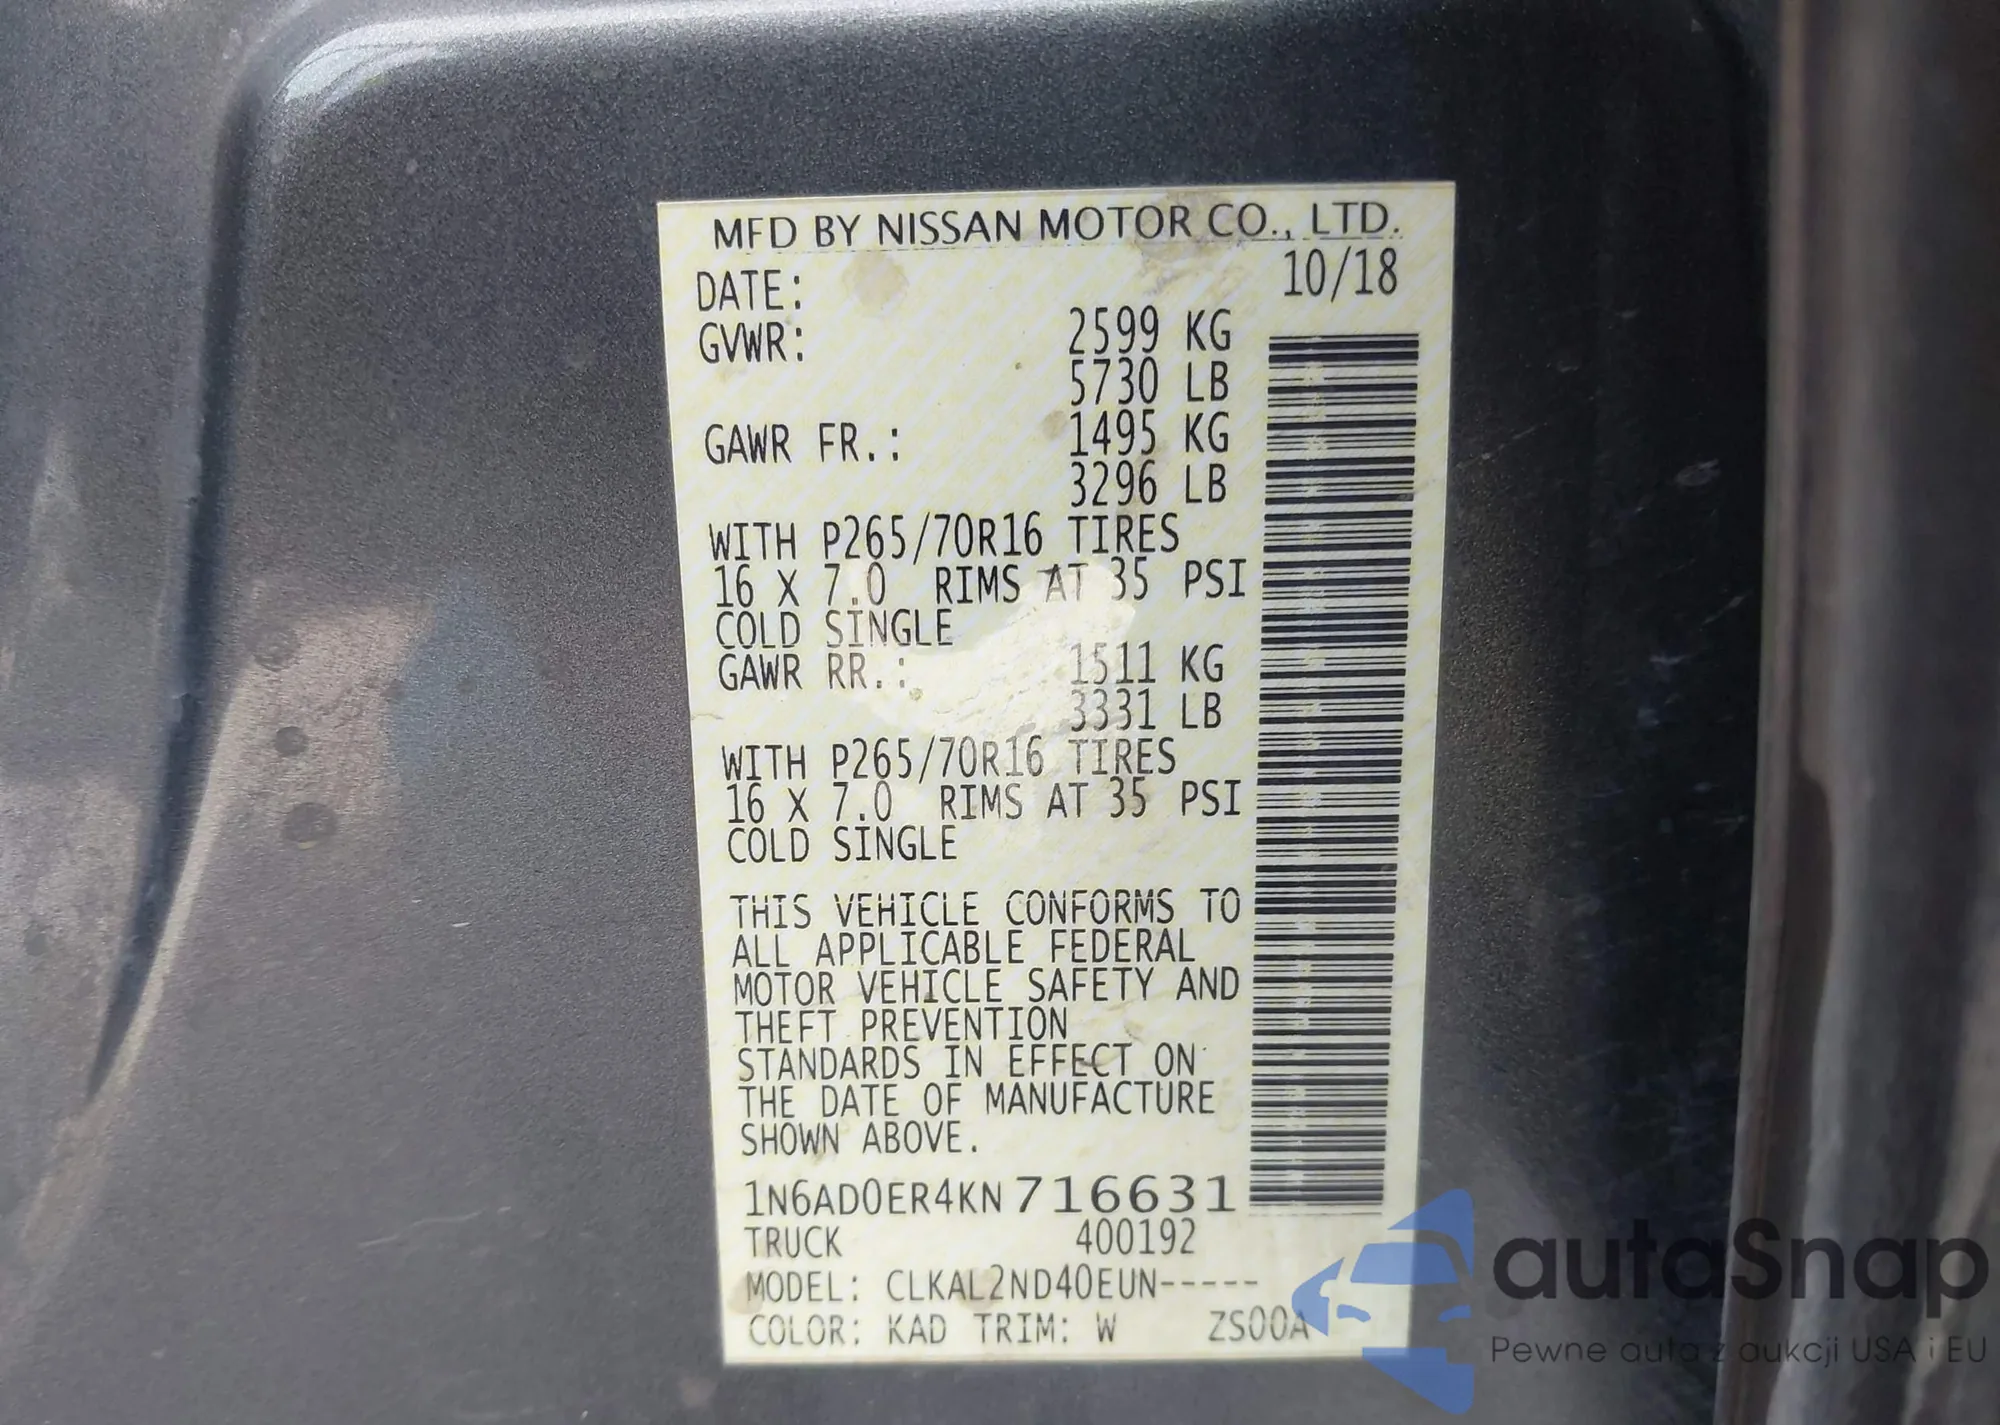 MFD BY NISSAN MOTOR CO., LTD.
DATE: 10/18
GVWR: 2599 KG
5730 LB
GAWR FR.: 1495 KG
3296 LB
WITH P265/70R16 TIRES
16 X 7.0 RIMS AT 35 PSI
COLD SINGLE
GAWR RR.: 1511 KG
3331 LB
WITH P265/70R16 TIRES
16 X 7.0 RIMS AT 35 PSI
COLD SINGLE
THIS VEHICLE CONFORMS TO
ALL APPLICABLE FEDERAL
MOTOR VEHICLE SAFETY AND
THEFT PREVENTION
STANDARDS IN EFFECT ON
THE DATE OF MANUFACTURE
SHOWN ABOVE.
1N6AD0ER4KN716631
TRUCK 400192
MODEL: CLKAL2ND40EUN-----
COLOR: KAD TRIM: W ZS00A
autaSnap
Pewne auta z aukcji USA i EU